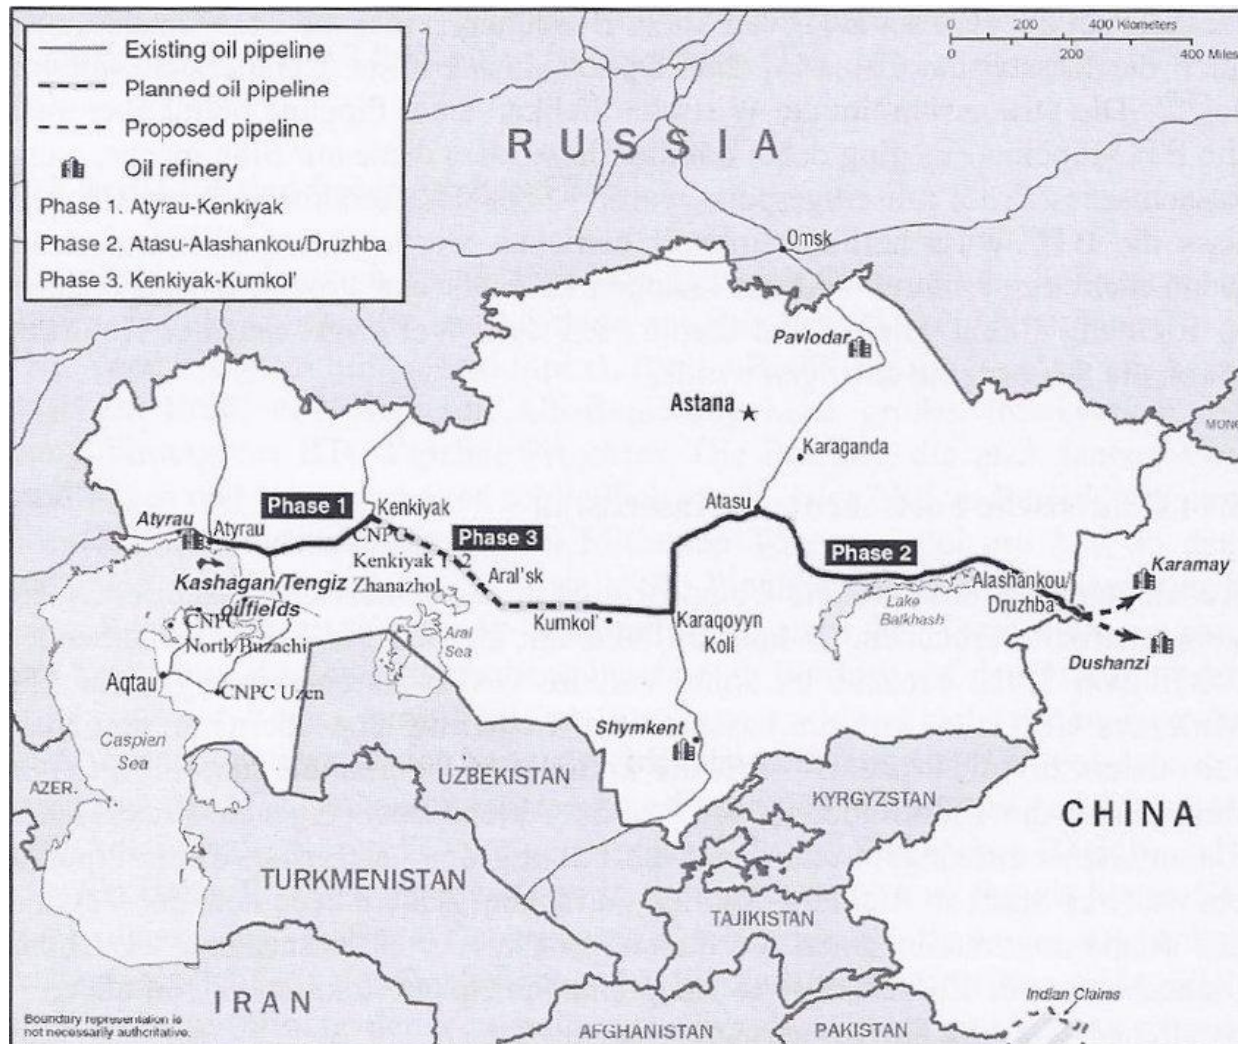 Existing oil pipeline
Planned oil pipeline
Proposed pipeline
Oil refinery
Phase 1. Atyrau-Kenkiyak
Phase 2. Atasu-Alashankou/Druzhba
Phase 3. Kenkiyak-Kumkol'
200 400 Kilometers
0
0 200 400 Miles
RUSSIA
Omsk
Pavlodar
Astana
Karaganda
Atasu
Phase 1
Kenkiyak
Atyrau
Atyrau
CNPC
Phase 3
Phase 2
Kenkiyak 1 2
Zhanazhol
Aral'sk
Kashagan/Tengiz
oilfields
CNPC
North Buzachi
Kumkol'
Karaqoyyn
Koli
Lake
Balkhash
Alashankou/
Druzhba
Karamay
Dushanzi
Aral
Sea
Aqtau
CNPC Uzen
Caspian
Sea
Shymkent
AZER.
UZBEKISTAN
KYRGYZSTAN
CHINA
TURKMENISTAN
TAJIKISTAN
IRAN
AFGHANISTAN
PAKISTAN
Indian Claims
Boundary representation is
not necessarily authoritative.